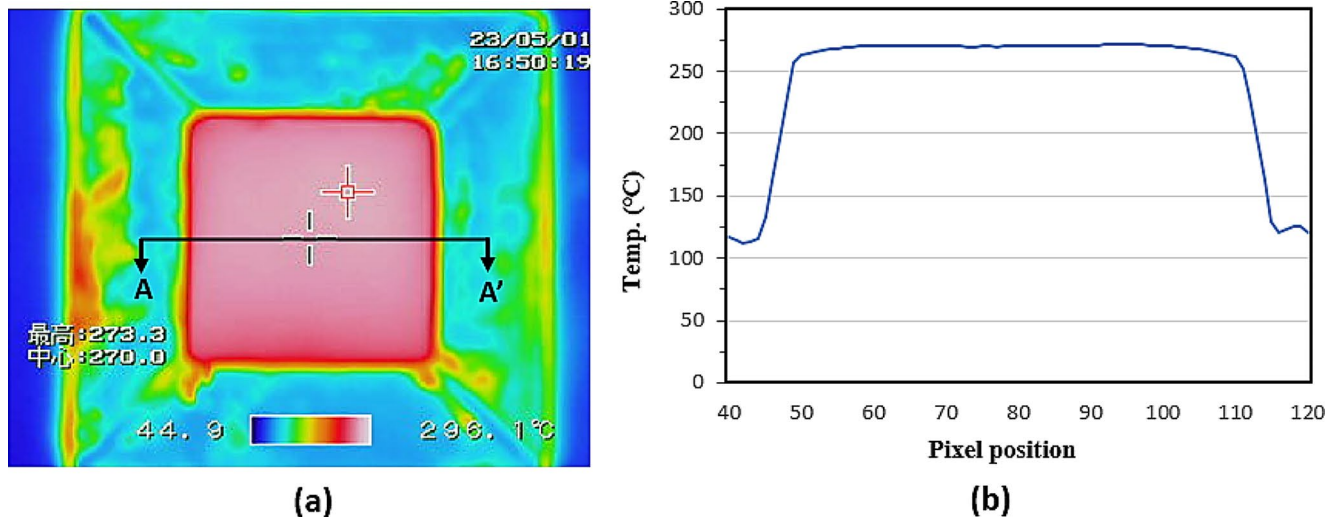 23/05/01
16:50:19
A
A'
最高:273.3
中心:270.0
44.9
296.1℃
(a)
300
250
200
150
100
50
0
Temp. (℃)
40 50 60 70 80 90 100 110 120
Pixel position
(b)